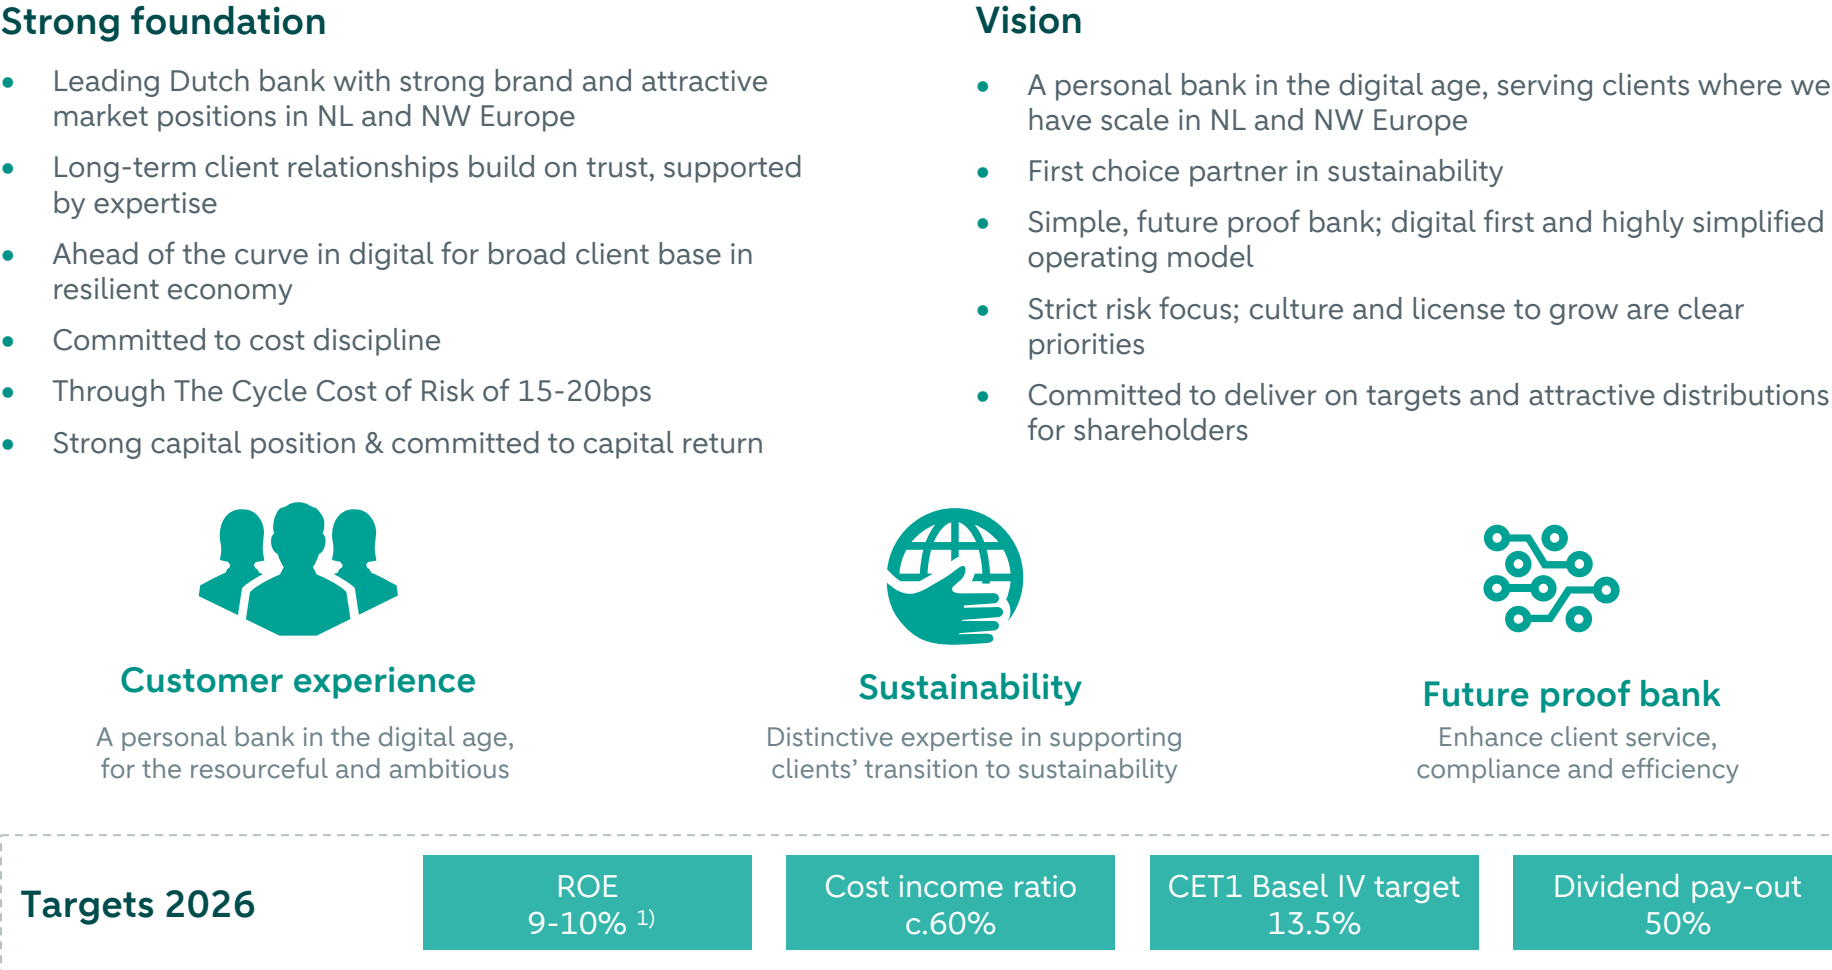 Strong foundation
• Leading Dutch bank with strong brand and attractive
market positions in NL and NW Europe
• Long-term client relationships build on trust, supported
by expertise
• Ahead of the curve in digital for broad client base in
resilient economy
• Committed to cost discipline
• Through The Cycle Cost of Risk of 15-20bps
• Strong capital position & committed to capital return
Vision
• A personal bank in the digital age, serving clients where we
have scale in NL and NW Europe
• First choice partner in sustainability
• Simple, future proof bank; digital first and highly simplified
operating model
• Strict risk focus; culture and license to grow are clear
priorities
• Committed to deliver on targets and attractive distributions
for shareholders
Customer experience
A personal bank in the digital age,
for the resourceful and ambitious
Sustainability
Distinctive expertise in supporting
clients’ transition to sustainability
Future proof bank
Enhance client service,
compliance and efficiency
Targets 2026
ROE
9-10% 1)
Cost income ratio
c.60%
CET1 Basel IV target
13.5%
Dividend pay-out
50%